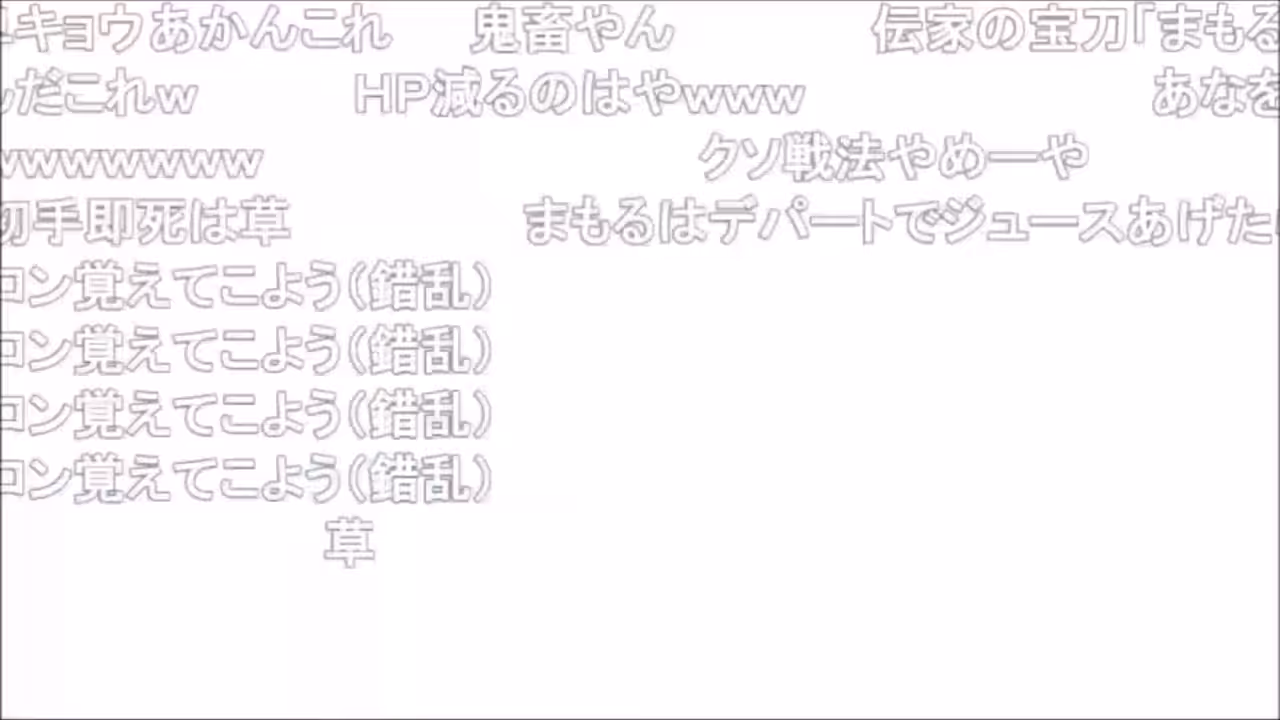 キョウあかんこれ 鬼畜やん 伝家の宝刀「まもる
だこれw HP減るのはやwww あなを
wwwwwww クソ戦法やめーや
初手即死は草 まもるはデパートでジュースあげた
コン覚えてこよう(錯乱)
コン覚えてこよう(錯乱)
コン覚えてこよう(錯乱)
コン覚えてこよう(錯乱)
草